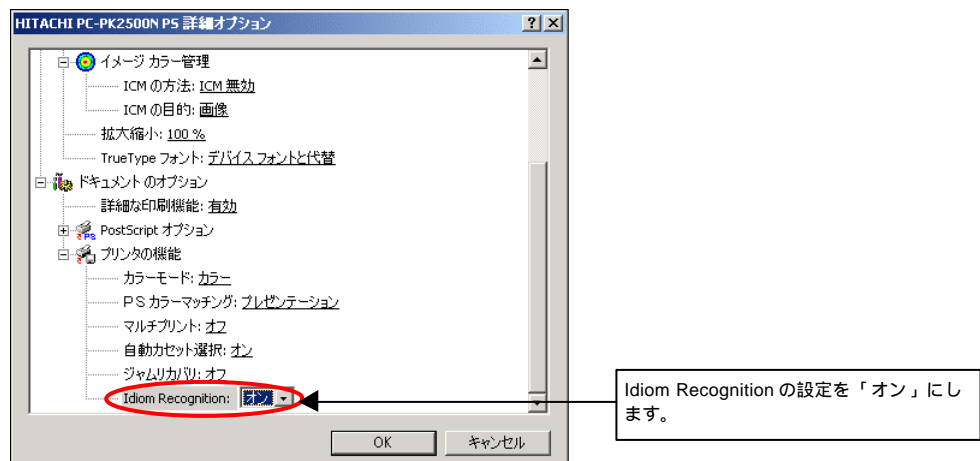 HITACHI PC-PK2500N PS 詳細オプション
イメージ カラー管理
ICM の方法: ICM 無効
ICM の目的: 画像
拡大縮小: 100 %
TrueType フォント: デバイス フォントと代替
ドキュメント のオプション
詳細な印刷機能: 有効
PostScript オプション
プリンタの機能
カラーモード: カラー
PS カラーマッチング: プレゼンテーション
マルチプリント: オフ
自動カセット選択: オン
ジャムリカバリ: オフ
Idiom Recognition: オン
Idiom Recognition の設定を「オン」にし
ます。
OK
キャンセル